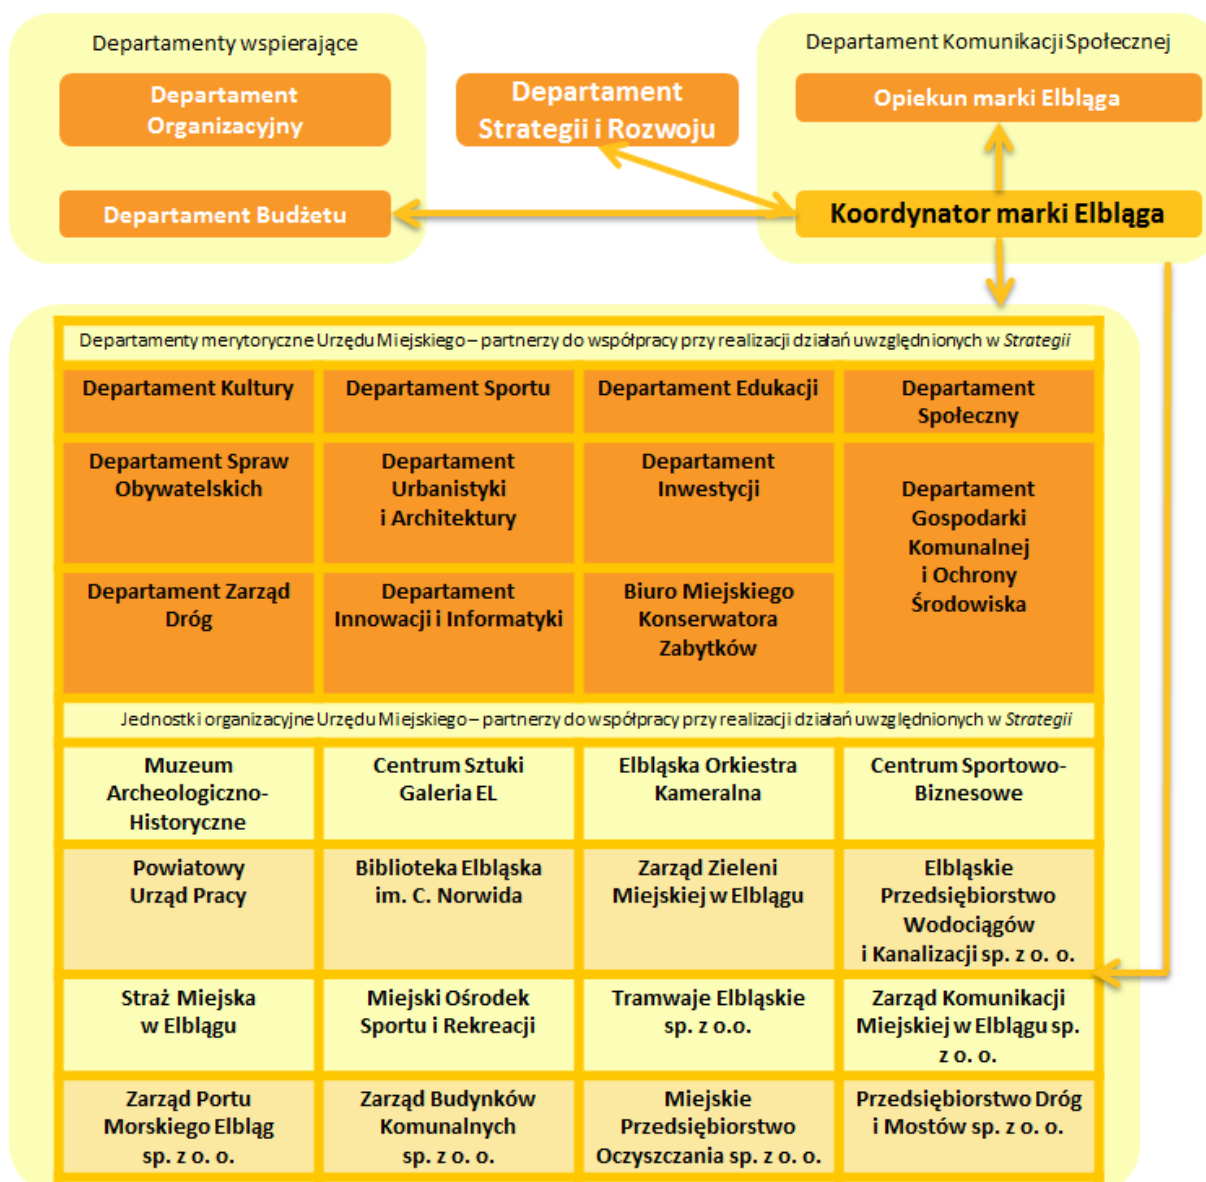 Departamenty wspierające
Departament
Organizacyjny
Departament Budżetu
Departament
Strategii i Rozwoju
Departament Komunikacji Społecznej
Opiekun marki Elbląga
Koordynator marki Elbląga
Departamenty merytoryczne Urzędu Miejskiego – partnerzy do współpracy przy realizacji działań uwzględnionych w Strategii
Departament Kultury
Departament Sportu
Departament Edukacji
Departament
Społeczny
Departament Spraw
Obywatelskich
Departament
Urbanistyki
i Architektury
Departament
Inwestycji
Departament
Gospodarki
Komunalnej
i Ochrony
Środowiska
Departament Zarząd
Dróg
Departament
Innowacji i Informatyki
Biuro Miejskiego
Konserwatora
Zabytków
Jednostki organizacyjne Urzędu Miejskiego – partnerzy do współpracy przy realizacji działań uwzględnionych w Strategii
Muzeum
Archeologiczno-
Historyczne
Centrum Sztuki
Galeria EL
Elbląska Orkiestra
Kameralna
Centrum Sportowo-
Biznesowe
Powiatowy
Urząd Pracy
Biblioteka Elbląska
im. C. Norwida
Zarząd Zieleni
Miejskiej w Elblągu
Elbląskie
Przedsiębiorstwo
Wodociągów
i Kanalizacji sp. z o. o.
Straż Miejska
w Elblągu
Miejski Ośrodek
Sportu i Rekreacji
Tramwaje Elbląskie
sp. z o.o.
Zarząd Komunikacji
Miejskiej w Elblągu sp.
z o. o.
Zarząd Portu
Morskiego Elbląg
sp. z o. o.
Zarząd Budynków
Komunalnych
sp. z o. o.
Miejskie
Przedsiębiorstwo
Oczyszczania sp. z o. o.
Przedsiębiorstwo Dróg
i Mostów sp. z o. o.